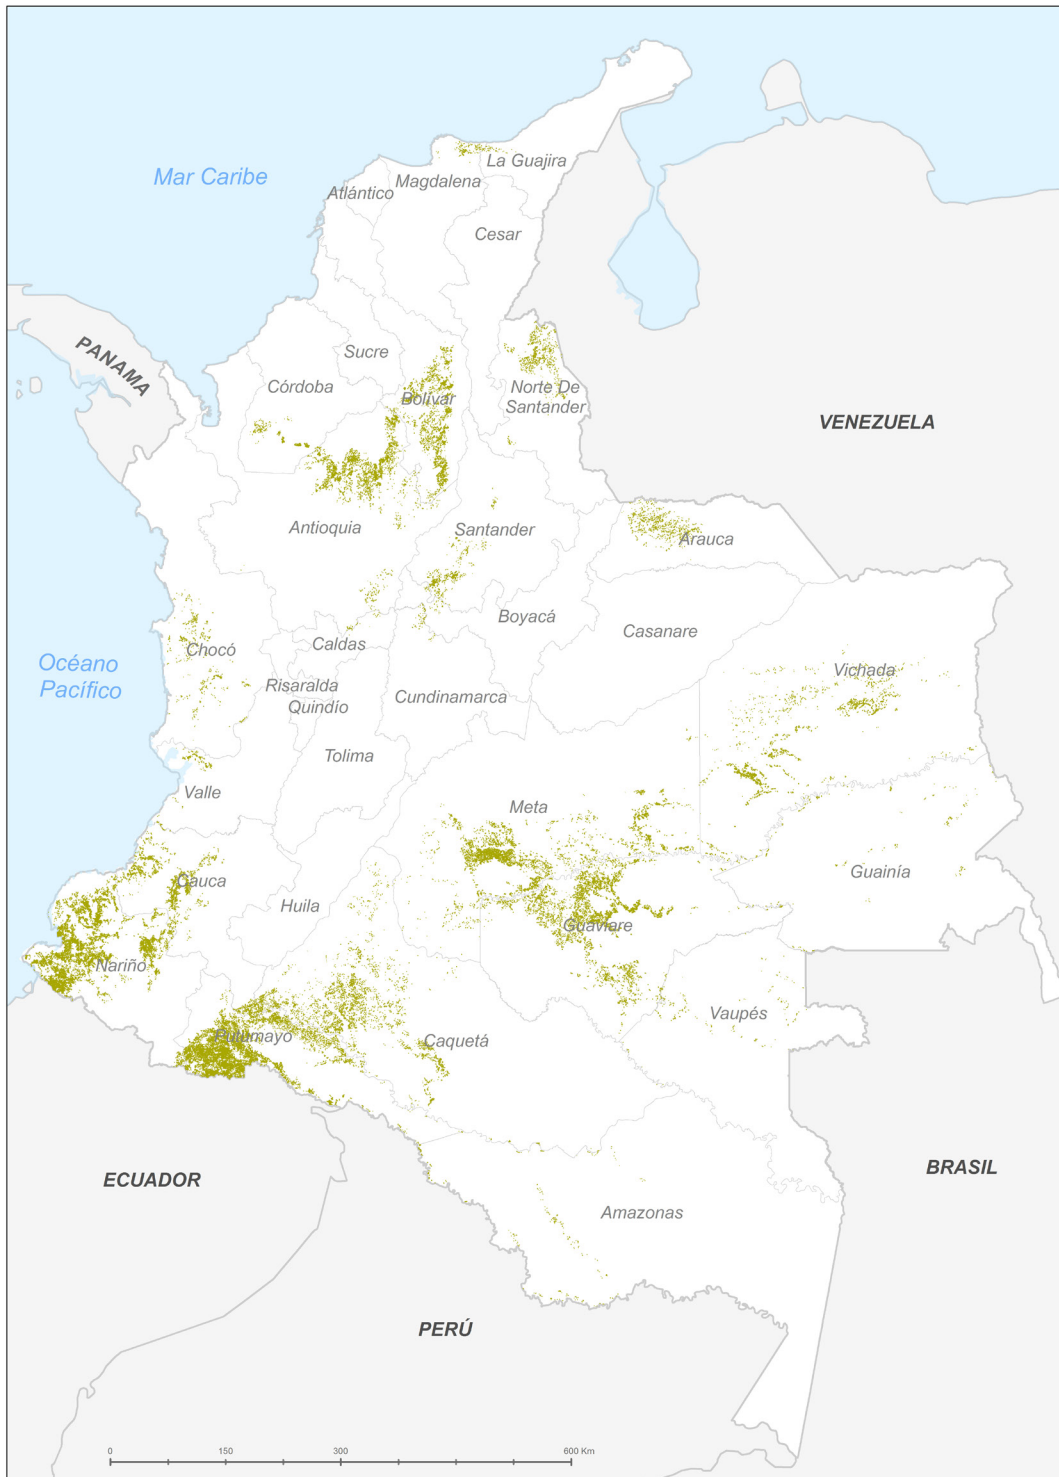 Mar Caribe
La Guajira
Magdalena
Atlántico
Cesar
PANAMA
Sucre
Córdoba
Bolívar
Norte De
Santander
VENEZUELA
Antioquia
Santander
Arauca
Boyacá
Casanare
Caldas
Chocó
Océano
Pacífico
Vichada
Risaralda
Cundinamarca
Quindío
Tolima
Valle
Meta
Guainía
Cauca
Huila
Guaviare
Nariño
Vaupés
Putumayo
Caquetá
ECUADOR
BRASIL
Amazonas
PERÚ
0 150 300 600 Km